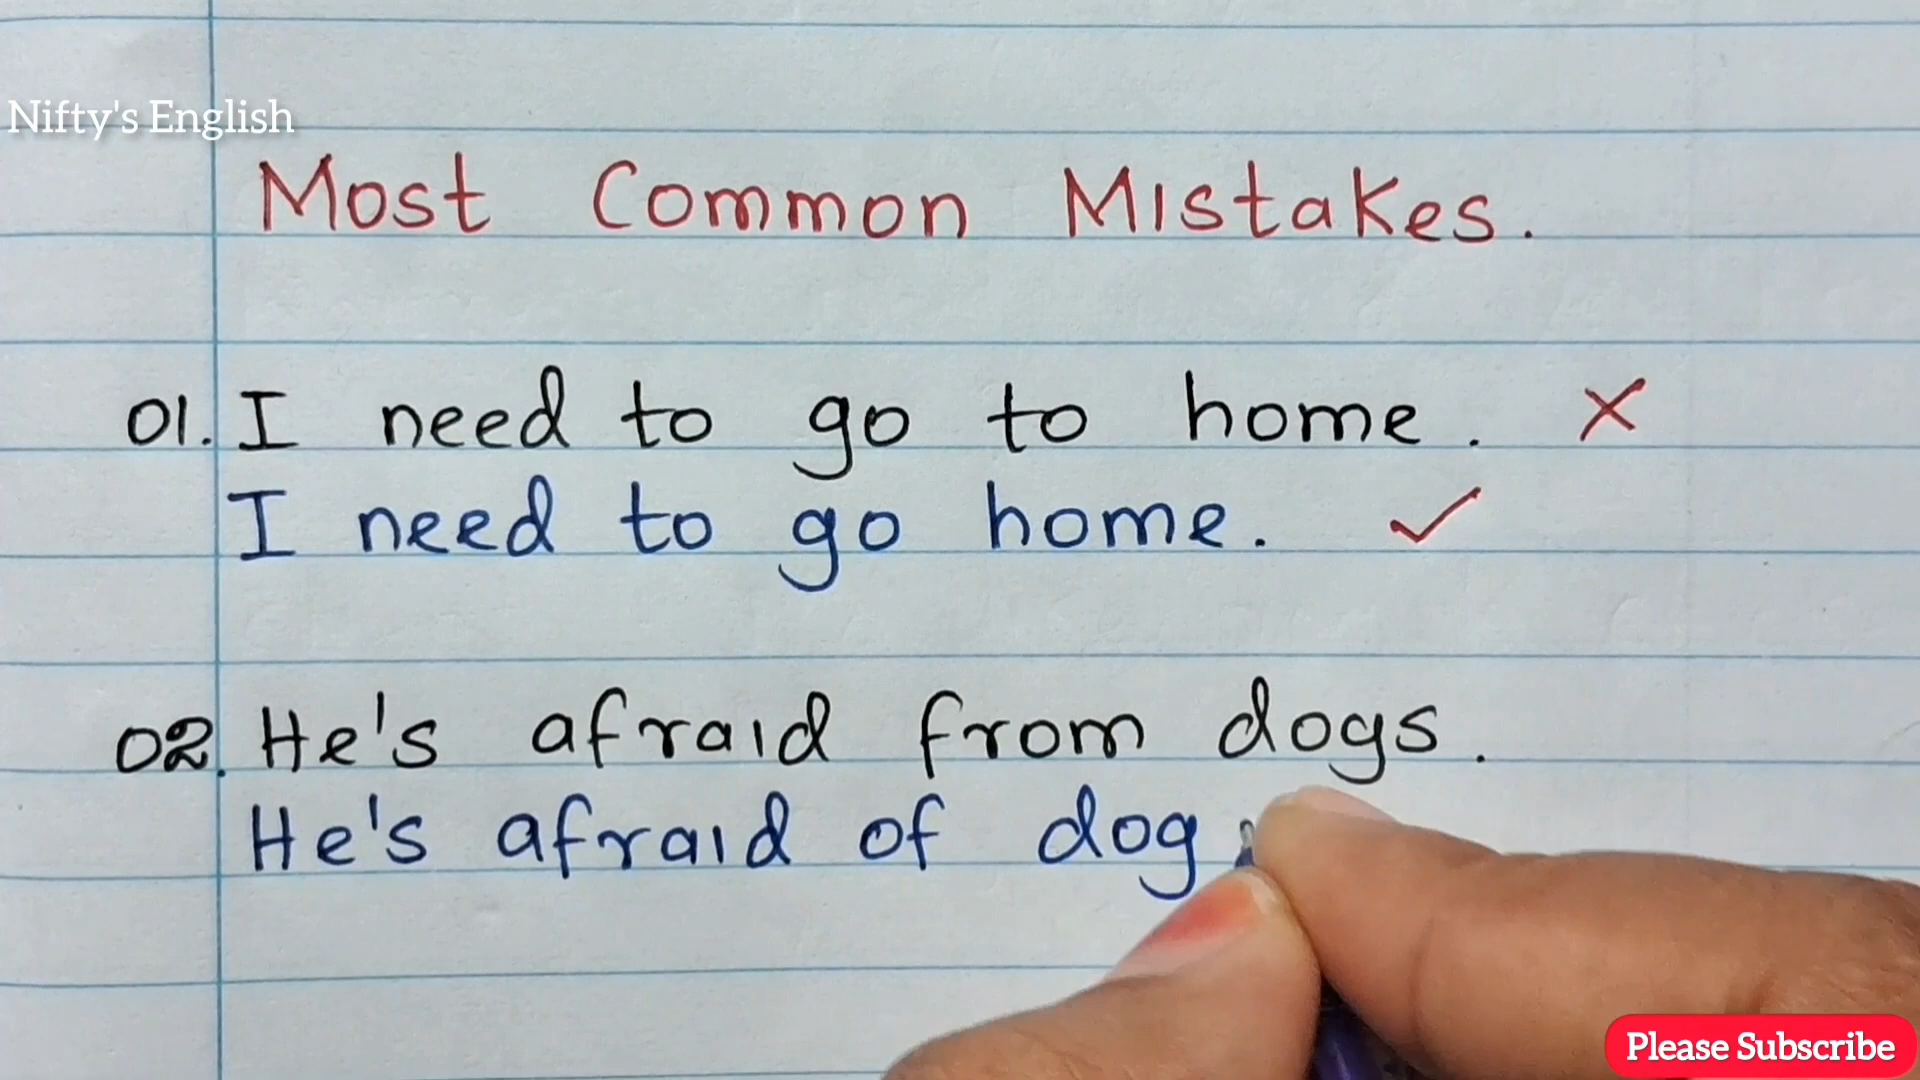 Nifty's English
Most Common Mistakes.
01. I need to go to home. ✗
I need to go home. ✓
02. He's afraid from dogs.
He's afraid of dog
Please Subscribe